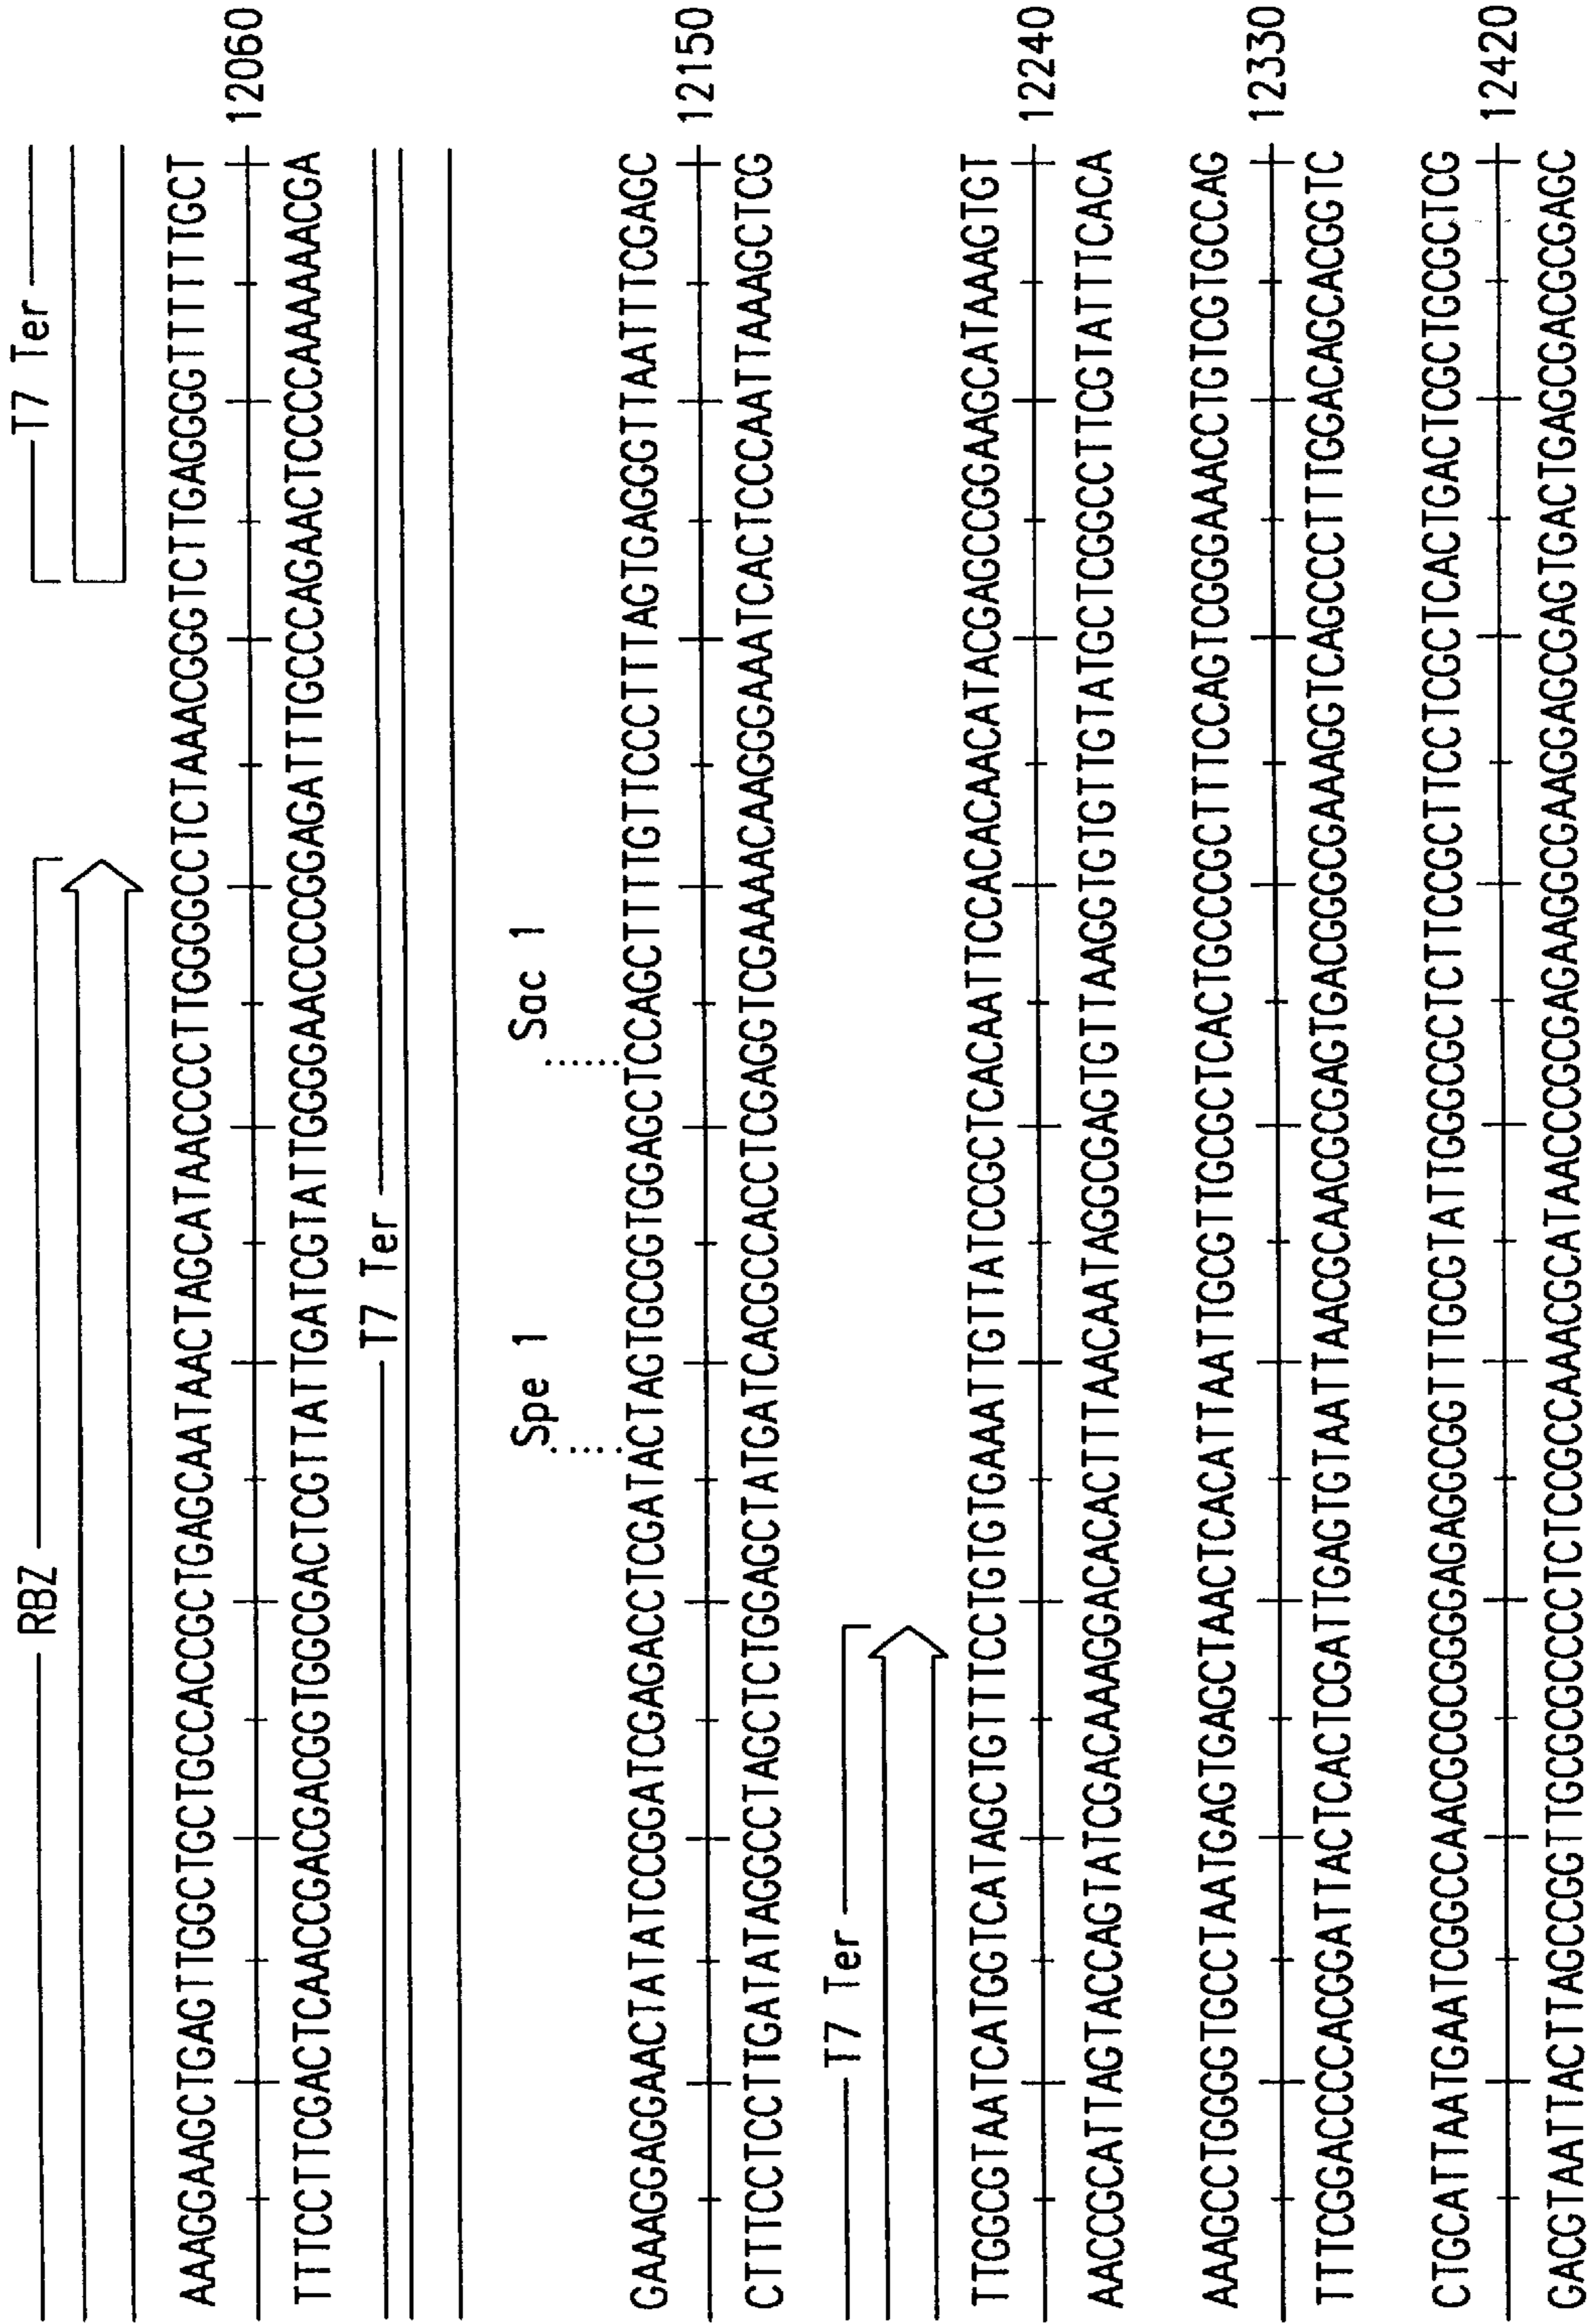 RBZ T7 Ter
AAAGGAAGCTGAGTTGGCTGCTGCCACCGCTGAGCAATAACTAGCATAACCCCTTGGGGCCTCTAAACGGGTCTTGAGGGGTTTTTTGCT
12060
TTTCCTTCGACTCAACCGACGACGGTGGCGACTCGTTATTGATCGTATTGGGGAACCCCGGAGATTTGCCCAGAACTCCCCAAAAAACGA
T7 Ter
Spe 1 Sac 1
GAAAGGAGGAACTATATCCGGATCGAGACCTCGATACTAGTGCGGTGGAGCTCCAGCTTTTGTTCCCTTTAGTGAGGGTTAATTTCGAGC
12150
CTTTCCTCCTTGATATAGGCCTAGCTCTGGAGCTATGATCACGCCACCTCGAGGTCGAAAACAAGGGAAATCACTCCCAATTAAAGCTCG
T7 Ter
TTGGCGTAATCATGGTCATAGCTGTTTCCTGTGTGAAATTGTTATCCGCTCACAATTCCACACAACATACGAGCCGGAAGCATAAAGTGT
12240
AACCGCATTAGTACCAGTATCGACAAAGGACACACTTTAACAATAGGCGAGTGTTAAGGTGTGTTGTATGCTCGGCCTTCGTATTTCACA
AAAGCCTGGGGTGCCTAATGAGTGAGCTAACTCACATTAATTGCGTTGCGCTCACTGCCCGCTTTCCAGTCGGGAAACCTGTCGTGCCAG
12330
TTTCGGACCCCACGGATTACTCACTCGATTGAGTGTAATTAACGCAACGCGAGTGACGGGCGAAAGGTCAGCCCTTTGGACAGCACGGTC
CTGCATTAATGAATCGGCCAACGCGCGGGGAGAGGCGGTTTGCGTATTGGGCGCTCTTCCGCTTCCTCGCTCACTGACTCGCTGCGCTCG
12420
GACGTAATTACTTAGCCGGTTGCGCGCCCCTCTCCGCCAAACGCATAACCCGCGAGAAGGCGAAGGAGCGAGTGACTGAGCGACGCGAGC